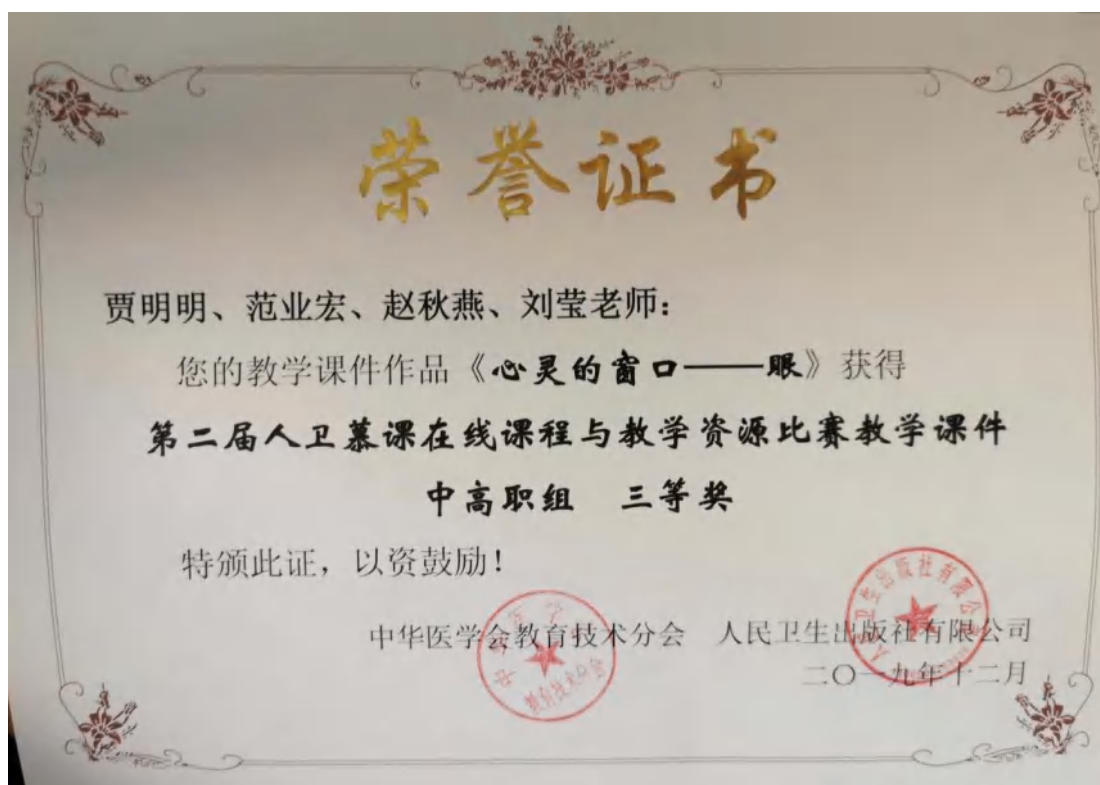 荣誉证书
贾明明、范业宏、赵秋燕、刘莹老师：
您的教学课件作品《心灵的窗口——眼》获得
第二届人卫慕课在线课程与教学资源比赛教学课件
中高职组　三等奖
特颁此证，以资鼓励！
中华医学会教育技术分会　人民卫生出版社有限公司
二〇一九年十二月